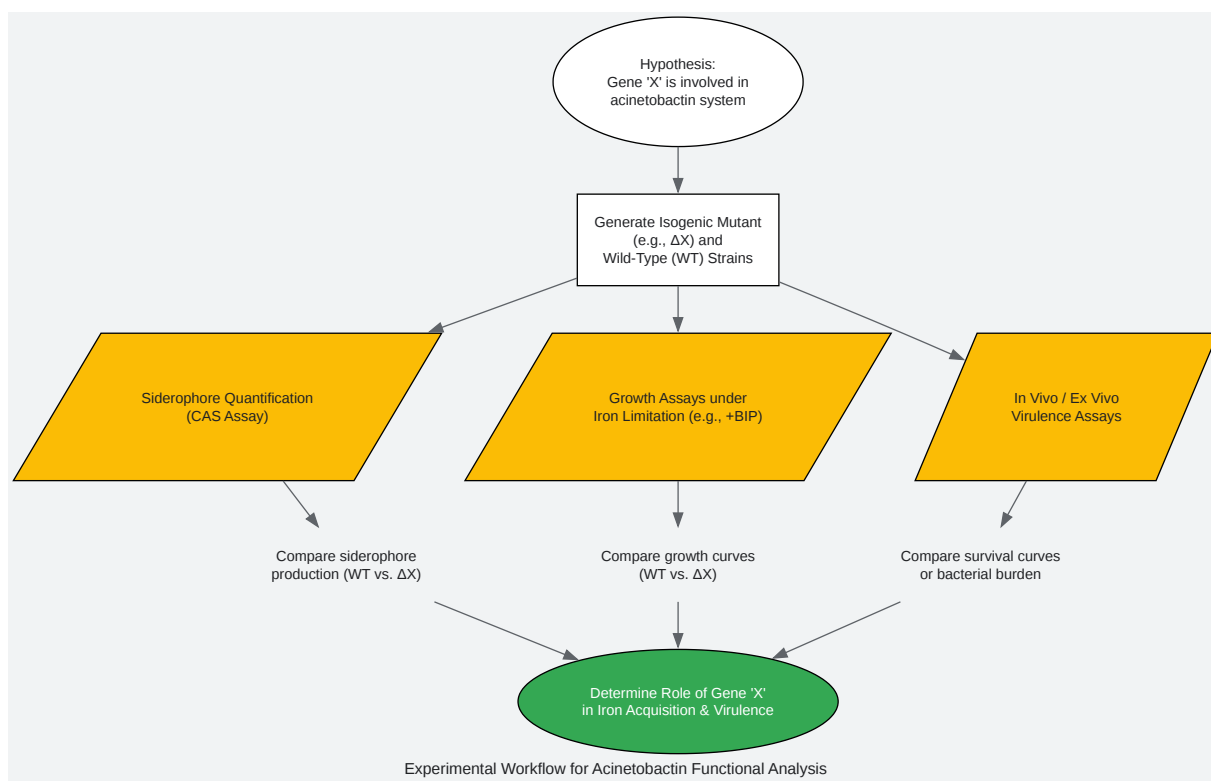 Hypothesis:
Gene 'X' is involved in
acinetobactin system
Generate Isogenic Mutant
(e.g., ΔX) and
Wild-Type (WT) Strains
Siderophore Quantification
(CAS Assay)
Growth Assays under
Iron Limitation (e.g., +BIP)
In Vivo / Ex Vivo
Virulence Assays
Compare siderophore
production (WT vs. ΔX)
Compare growth curves
(WT vs. ΔX)
Compare survival curves
or bacterial burden
Determine Role of Gene 'X'
in Iron Acquisition & Virulence
Experimental Workflow for Acinetobactin Functional Analysis